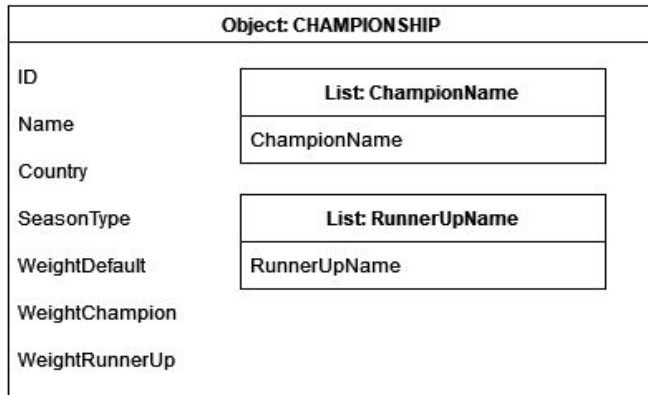 Object: CHAMPIONSHIP
ID
Name
Country
SeasonType
WeightDefault
WeightChampion
WeightRunnerUp
List: ChampionName
ChampionName
List: RunnerUpName
RunnerUpName